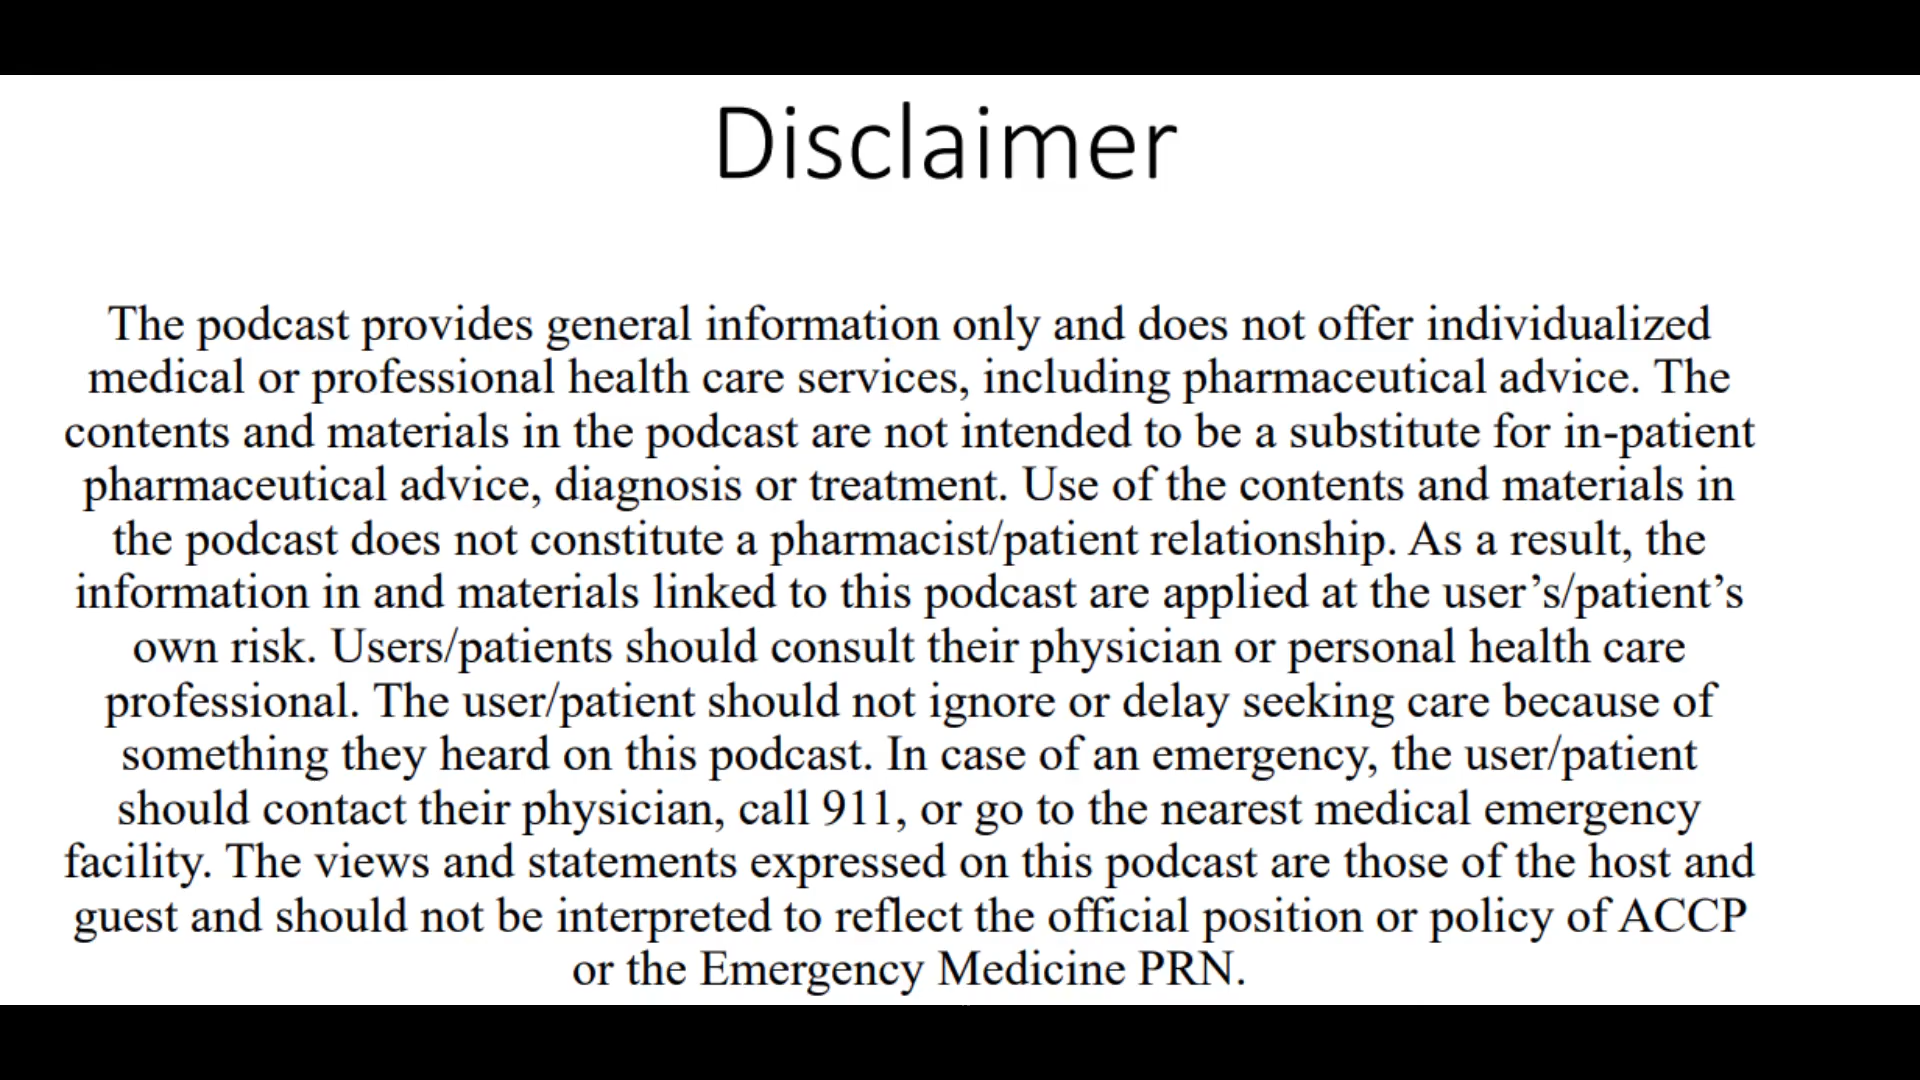 Disclaimer
The podcast provides general information only and does not offer individualized
medical or professional health care services, including pharmaceutical advice. The
contents and materials in the podcast are not intended to be a substitute for in-patient
pharmaceutical advice, diagnosis or treatment. Use of the contents and materials in
the podcast does not constitute a pharmacist/patient relationship. As a result, the
information in and materials linked to this podcast are applied at the user’s/patient’s
own risk. Users/patients should consult their physician or personal health care
professional. The user/patient should not ignore or delay seeking care because of
something they heard on this podcast. In case of an emergency, the user/patient
should contact their physician, call 911, or go to the nearest medical emergency
facility. The views and statements expressed on this podcast are those of the host and
guest and should not be interpreted to reflect the official position or policy of ACCP
or the Emergency Medicine PRN.